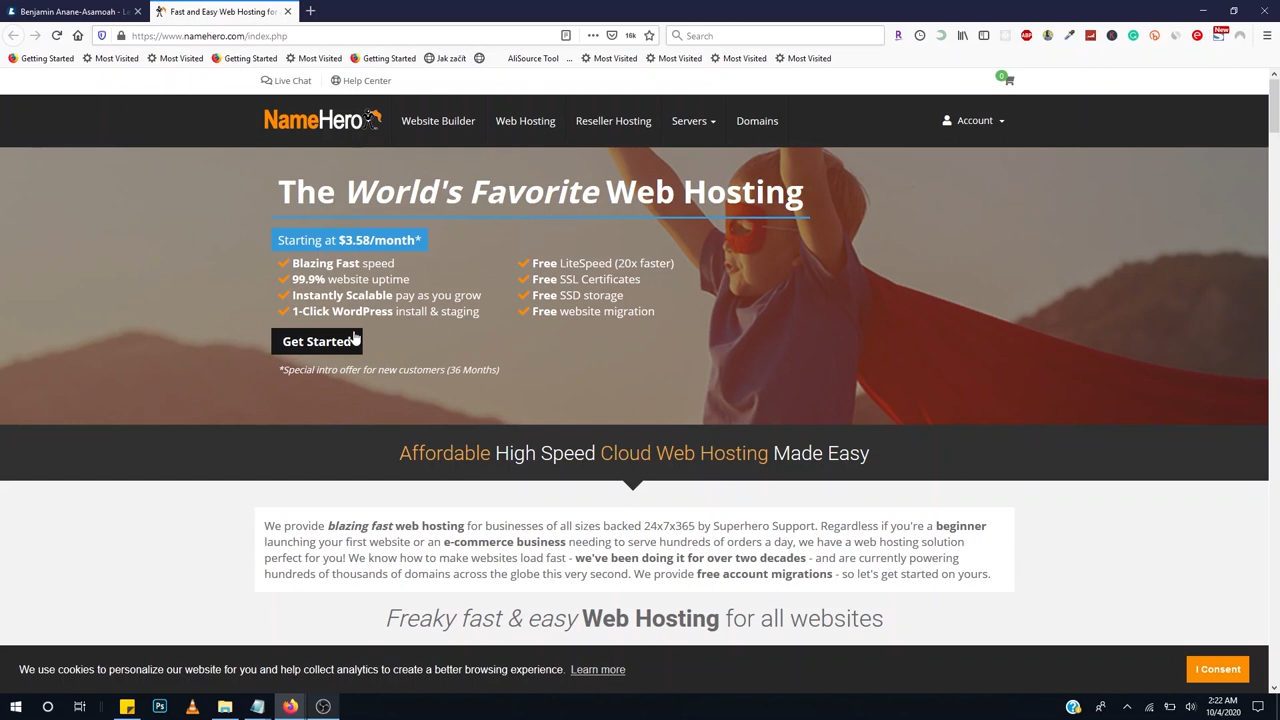 Benjamin Anane-Asamoah - L
Fast and Easy Web Hosting for
https://www.namehero.com/index.php
16k
Search
ABP
New
Getting Started
Most Visited
Most Visited
Getting Started
Most Visited
Getting Started
Jak začít
AliSource Tool
...
Most Visited
Most Visited
Most Visited
Most Visited
Live Chat
Help Center
0
NameHero
Website Builder
Web Hosting
Reseller Hosting
Servers
Domains
Account
The World's Favorite Web Hosting
Starting at $3.58/month*
Blazing Fast speed
99.9% website uptime
Instantly Scalable pay as you grow
1-Click WordPress install & staging
Free LiteSpeed (20x faster)
Free SSL Certificates
Free SSD storage
Free website migration
Get Started
*Special intro offer for new customers (36 Months)
Affordable High Speed Cloud Web Hosting Made Easy
We provide blazing fast web hosting for businesses of all sizes backed 24x7x365 by Superhero Support. Regardless if you're a beginner
launching your first website or an e-commerce business needing to serve hundreds of orders a day, we have a web hosting solution
perfect for you! We know how to make websites load fast - we've been doing it for over two decades - and are currently powering
hundreds of thousands of domains across the globe this very second. We provide free account migrations - so let's get started on yours.
Freaky fast & easy Web Hosting for all websites
We use cookies to personalize our website for you and help collect analytics to create a better browsing experience. Learn more
I Consent
Ps
2:22 AM
10/4/2020